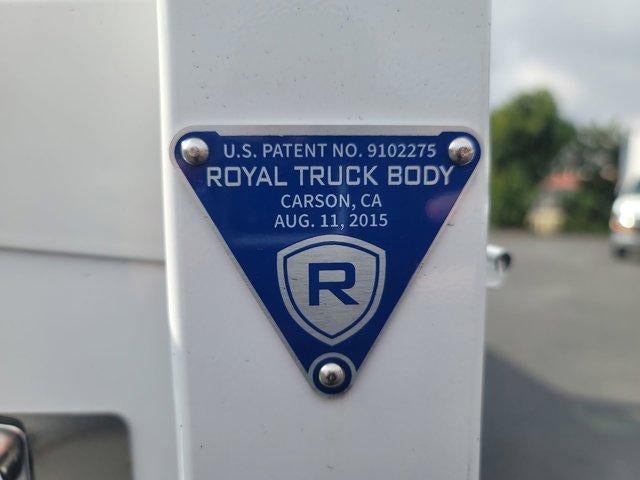 U.S. PATENT NO. 9102275
ROYAL TRUCK BODY
CARSON, CA
AUG. 11, 2015
R